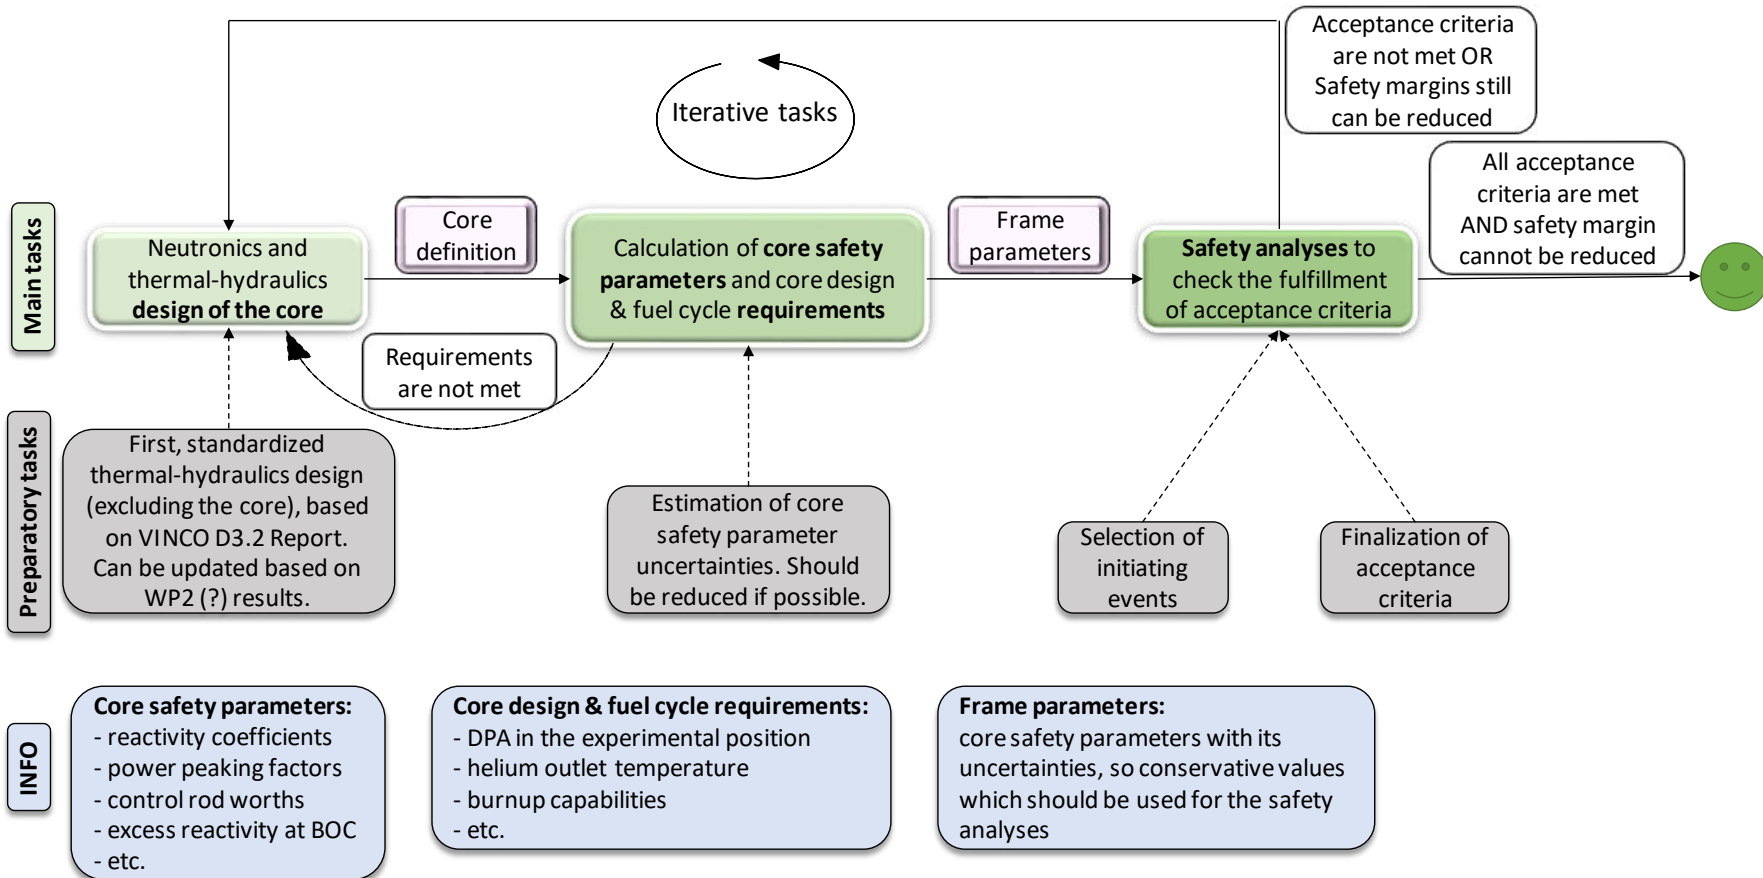 Acceptance criteria
are not met OR
Safety margins still
can be reduced
Iterative tasks
All acceptance
criteria are met
AND safety margin
cannot be reduced
Main tasks
Neutronics and
thermal-hydraulics
design of the core
Core
definition
Calculation of core safety
parameters and core design
& fuel cycle requirements
Frame
parameters
Safety analyses to
check the fulfillment
of acceptance criteria
Requirements
are not met
Preparatory tasks
First, standardized
thermal-hydraulics design
(excluding the core), based
on VINCO D3.2 Report.
Can be updated based on
WP2 (?) results.
Estimation of core
safety parameter
uncertainties. Should
be reduced if possible.
Selection of
initiating
events
Finalization of
acceptance
criteria
INFO
Core safety parameters:
- reactivity coefficients
- power peaking factors
- control rod worths
- excess reactivity at BOC
- etc.
Core design & fuel cycle requirements:
- DPA in the experimental position
- helium outlet temperature
- burnup capabilities
- etc.
Frame parameters:
core safety parameters with its
uncertainties, so conservative values
which should be used for the safety
analyses